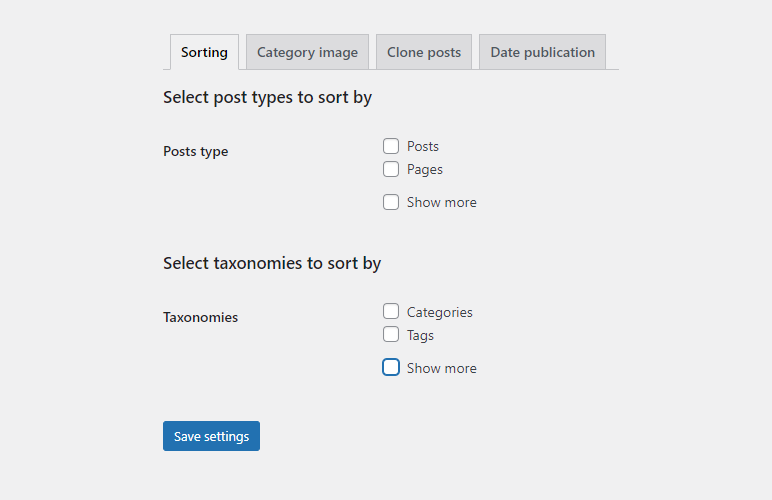 Sorting Category image Clone posts Date publication
Select post types to sort by
Posts type
Posts
Pages
Show more
Select taxonomies to sort by
Taxonomies
Categories
Tags
Show more
Save settings